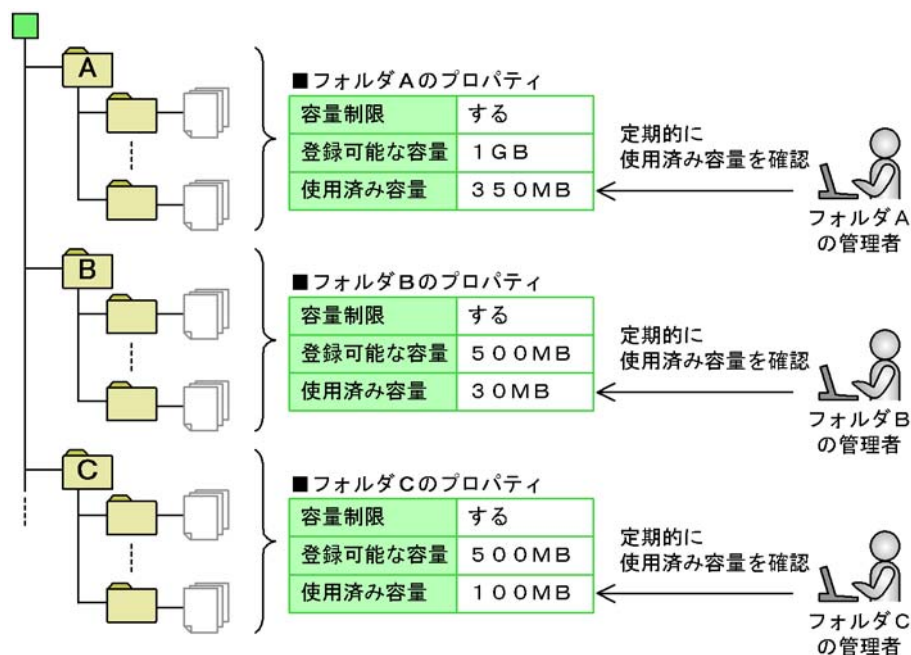 A
■フォルダAのプロパティ
容量制限 する
登録可能な容量 1GB
使用済み容量 350MB
定期的に
使用済み容量を確認
フォルダA
の管理者
B
■フォルダBのプロパティ
容量制限 する
登録可能な容量 500MB
使用済み容量 30MB
定期的に
使用済み容量を確認
フォルダB
の管理者
C
■フォルダCのプロパティ
容量制限 する
登録可能な容量 500MB
使用済み容量 100MB
定期的に
使用済み容量を確認
フォルダC
の管理者